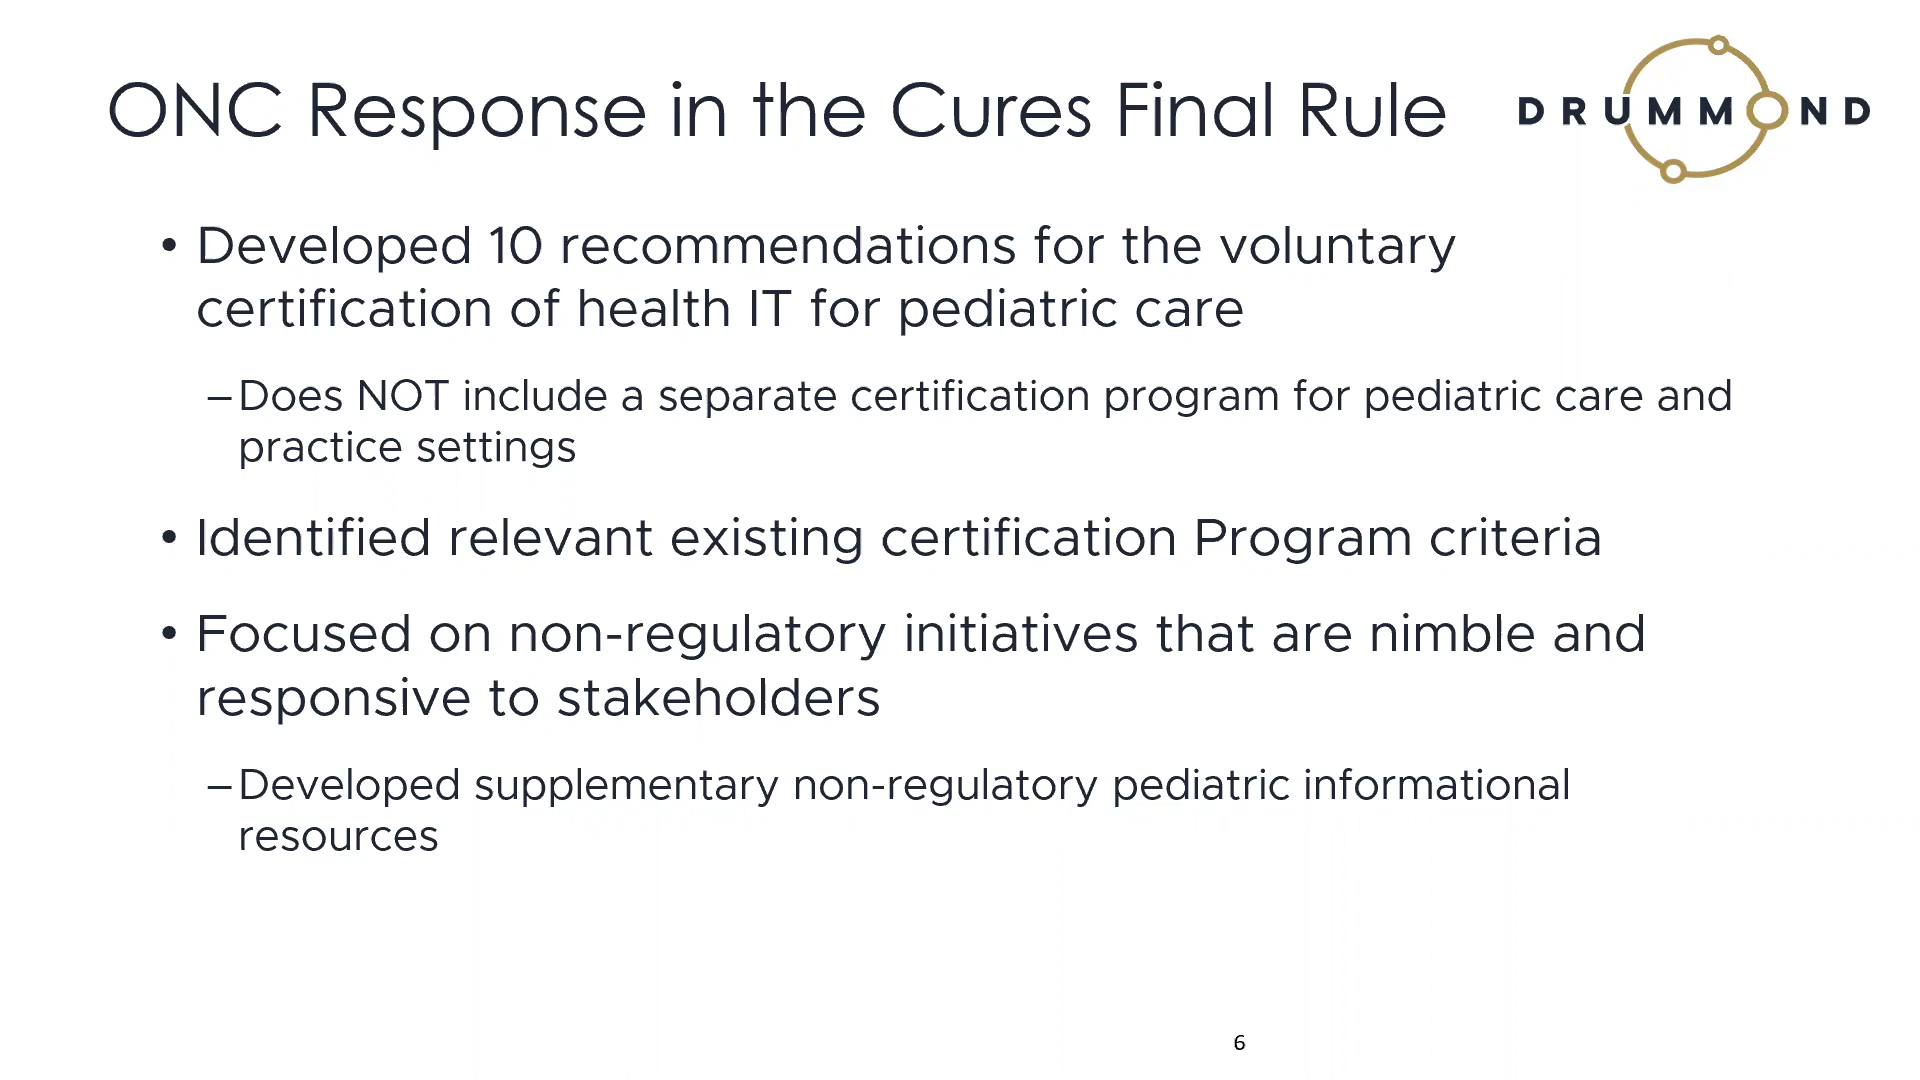 ONC Response in the Cures Final Rule
DRUMMOND
• Developed 10 recommendations for the voluntary
certification of health IT for pediatric care
–Does NOT include a separate certification program for pediatric care and
practice settings
• Identified relevant existing certification Program criteria
• Focused on non-regulatory initiatives that are nimble and
responsive to stakeholders
–Developed supplementary non-regulatory pediatric informational
resources
6